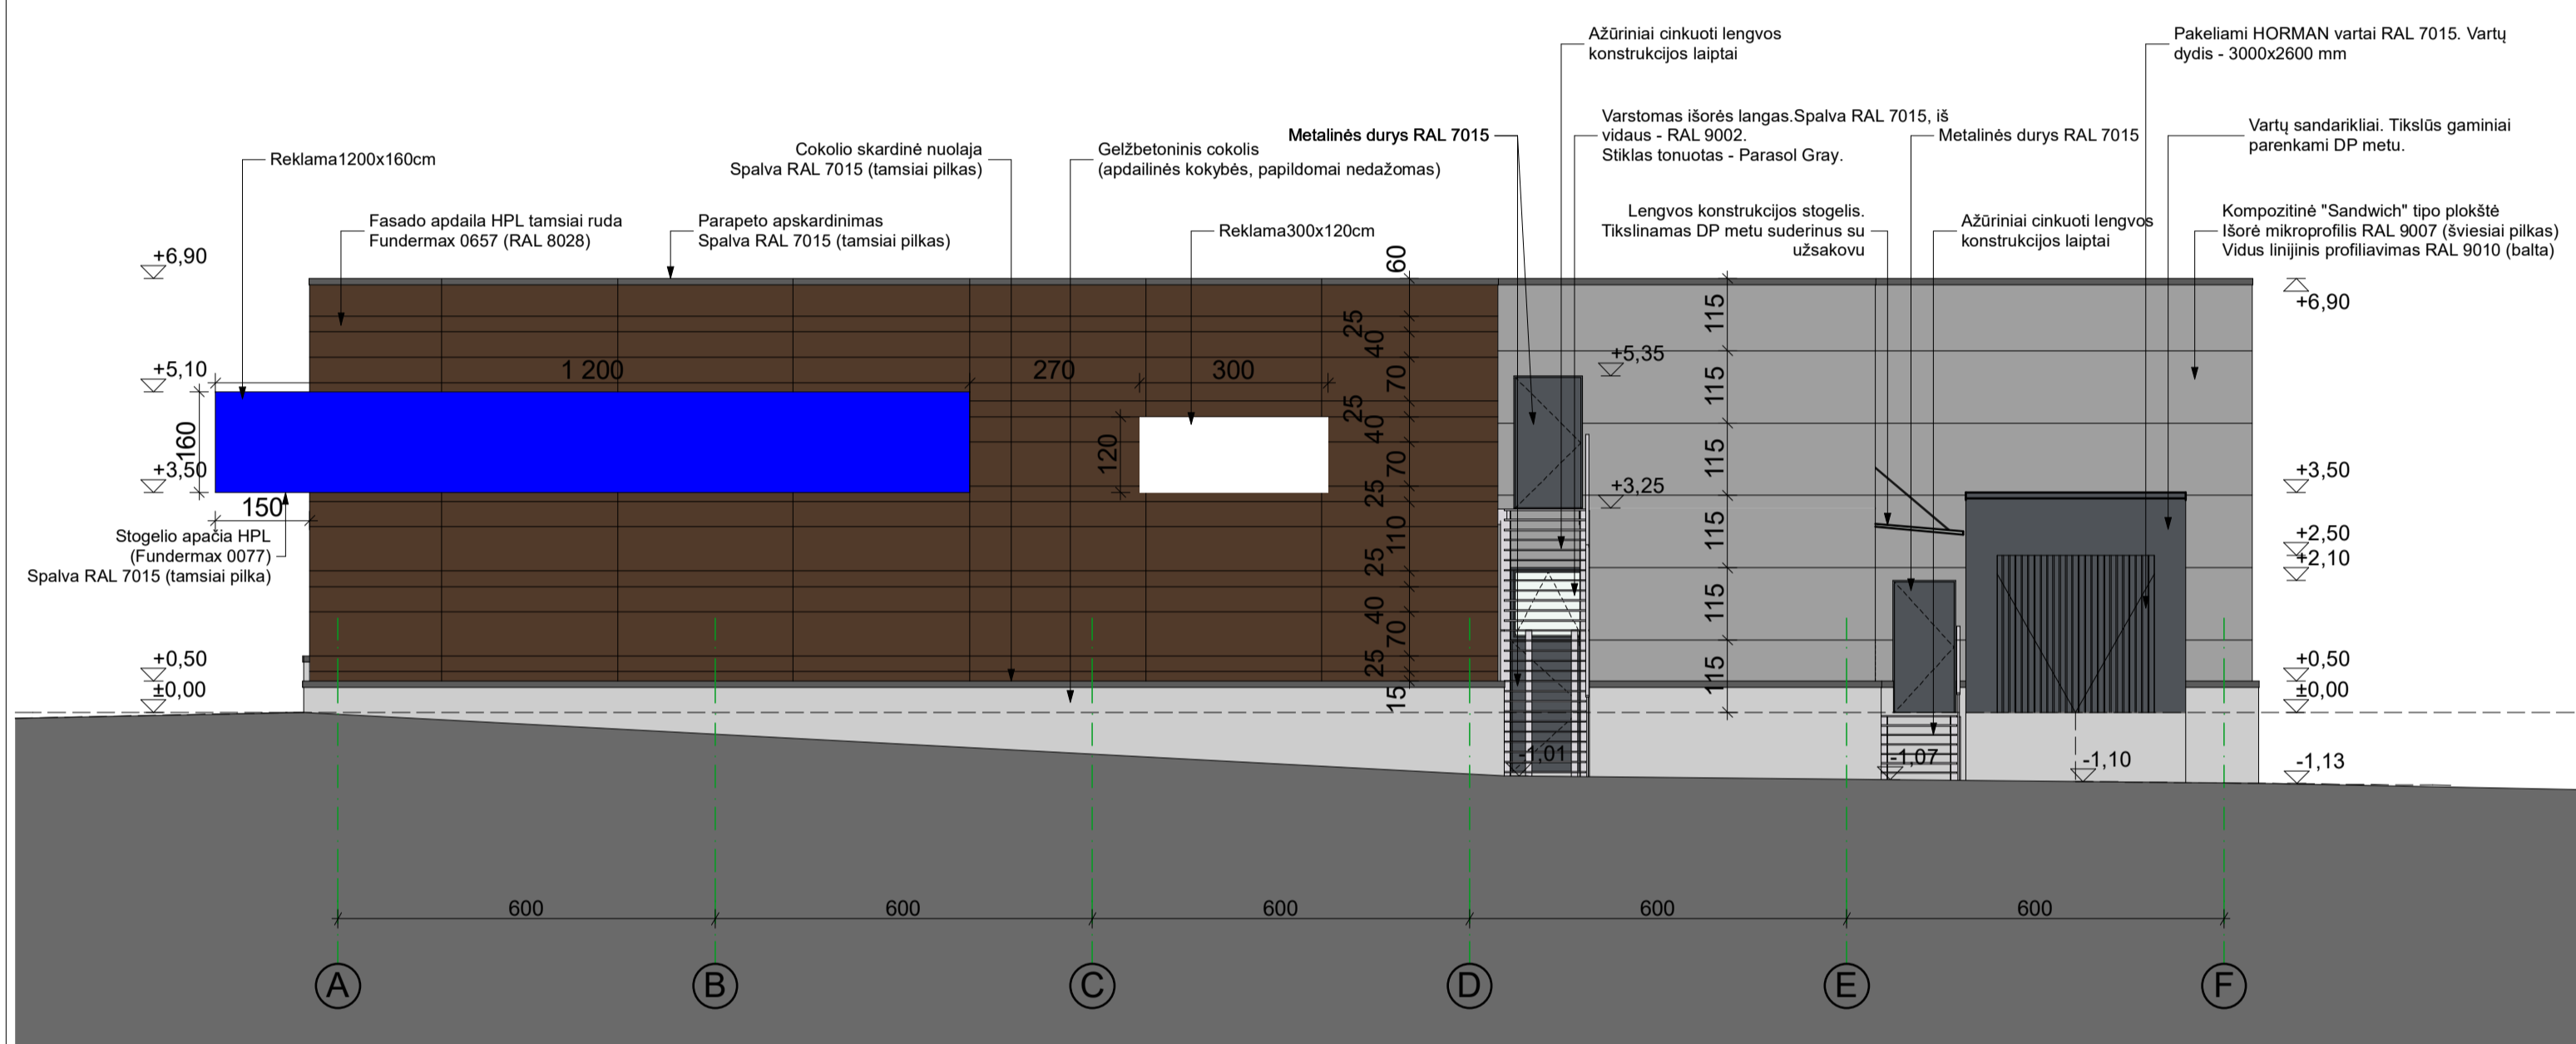 Ažūriniai cinkuoti lengvos
konstrukcijos laiptai
Pakeliami HORMAN vartai RAL 7015. Vartų
dydis - 3000x2600 mm
Reklama1200x160cm
Cokolio skardinė nuolaja
Spalva RAL 7015 (tamsiai pilkas)
Gelžbetoninis cokolis
(apdailinės kokybės, papildomai nedažomas)
Metalinės durys RAL 7015
Varstomas išorės langas.Spalva RAL 7015, iš
vidaus - RAL 9002.
Stiklas tonuotas - Parasol Gray.
Metalinės durys RAL 7015
Vartų sandarikliai. Tikslūs gaminiai
parenkami DP metu.
Fasado apdaila HPL tamsiai ruda
Fundermax 0657 (RAL 8028)
Parapeto apskardinimas
Spalva RAL 7015 (tamsiai pilkas)
Reklama300x120cm
Lengvos konstrukcijos stogelis.
Tikslinamas DP metu suderinus su
užsakovu
Ažūriniai cinkuoti lengvos
konstrukcijos laiptai
Kompozitinė "Sandwich" tipo plokštė
Išorė mikroprofilis RAL 9007 (šviesiai pilkas)
Vidus linijinis profiliavimas RAL 9010 (balta)
+6,90
+5,10
+3,50
+0,50
±0,00
160
150
1 200
270
300
120
Stogelio apačia HPL
(Fundermax 0077)
Spalva RAL 7015 (tamsiai pilka)
60
25
40
70
25
40
70
25
110
25
40
70
25
15
+5,35
+3,25
115
115
115
115
115
115
+6,90
+3,50
+2,50
+2,10
+0,50
±0,00
-1,13
-1,01
-1,07
-1,10
600
600
600
600
600
A
B
C
D
E
F